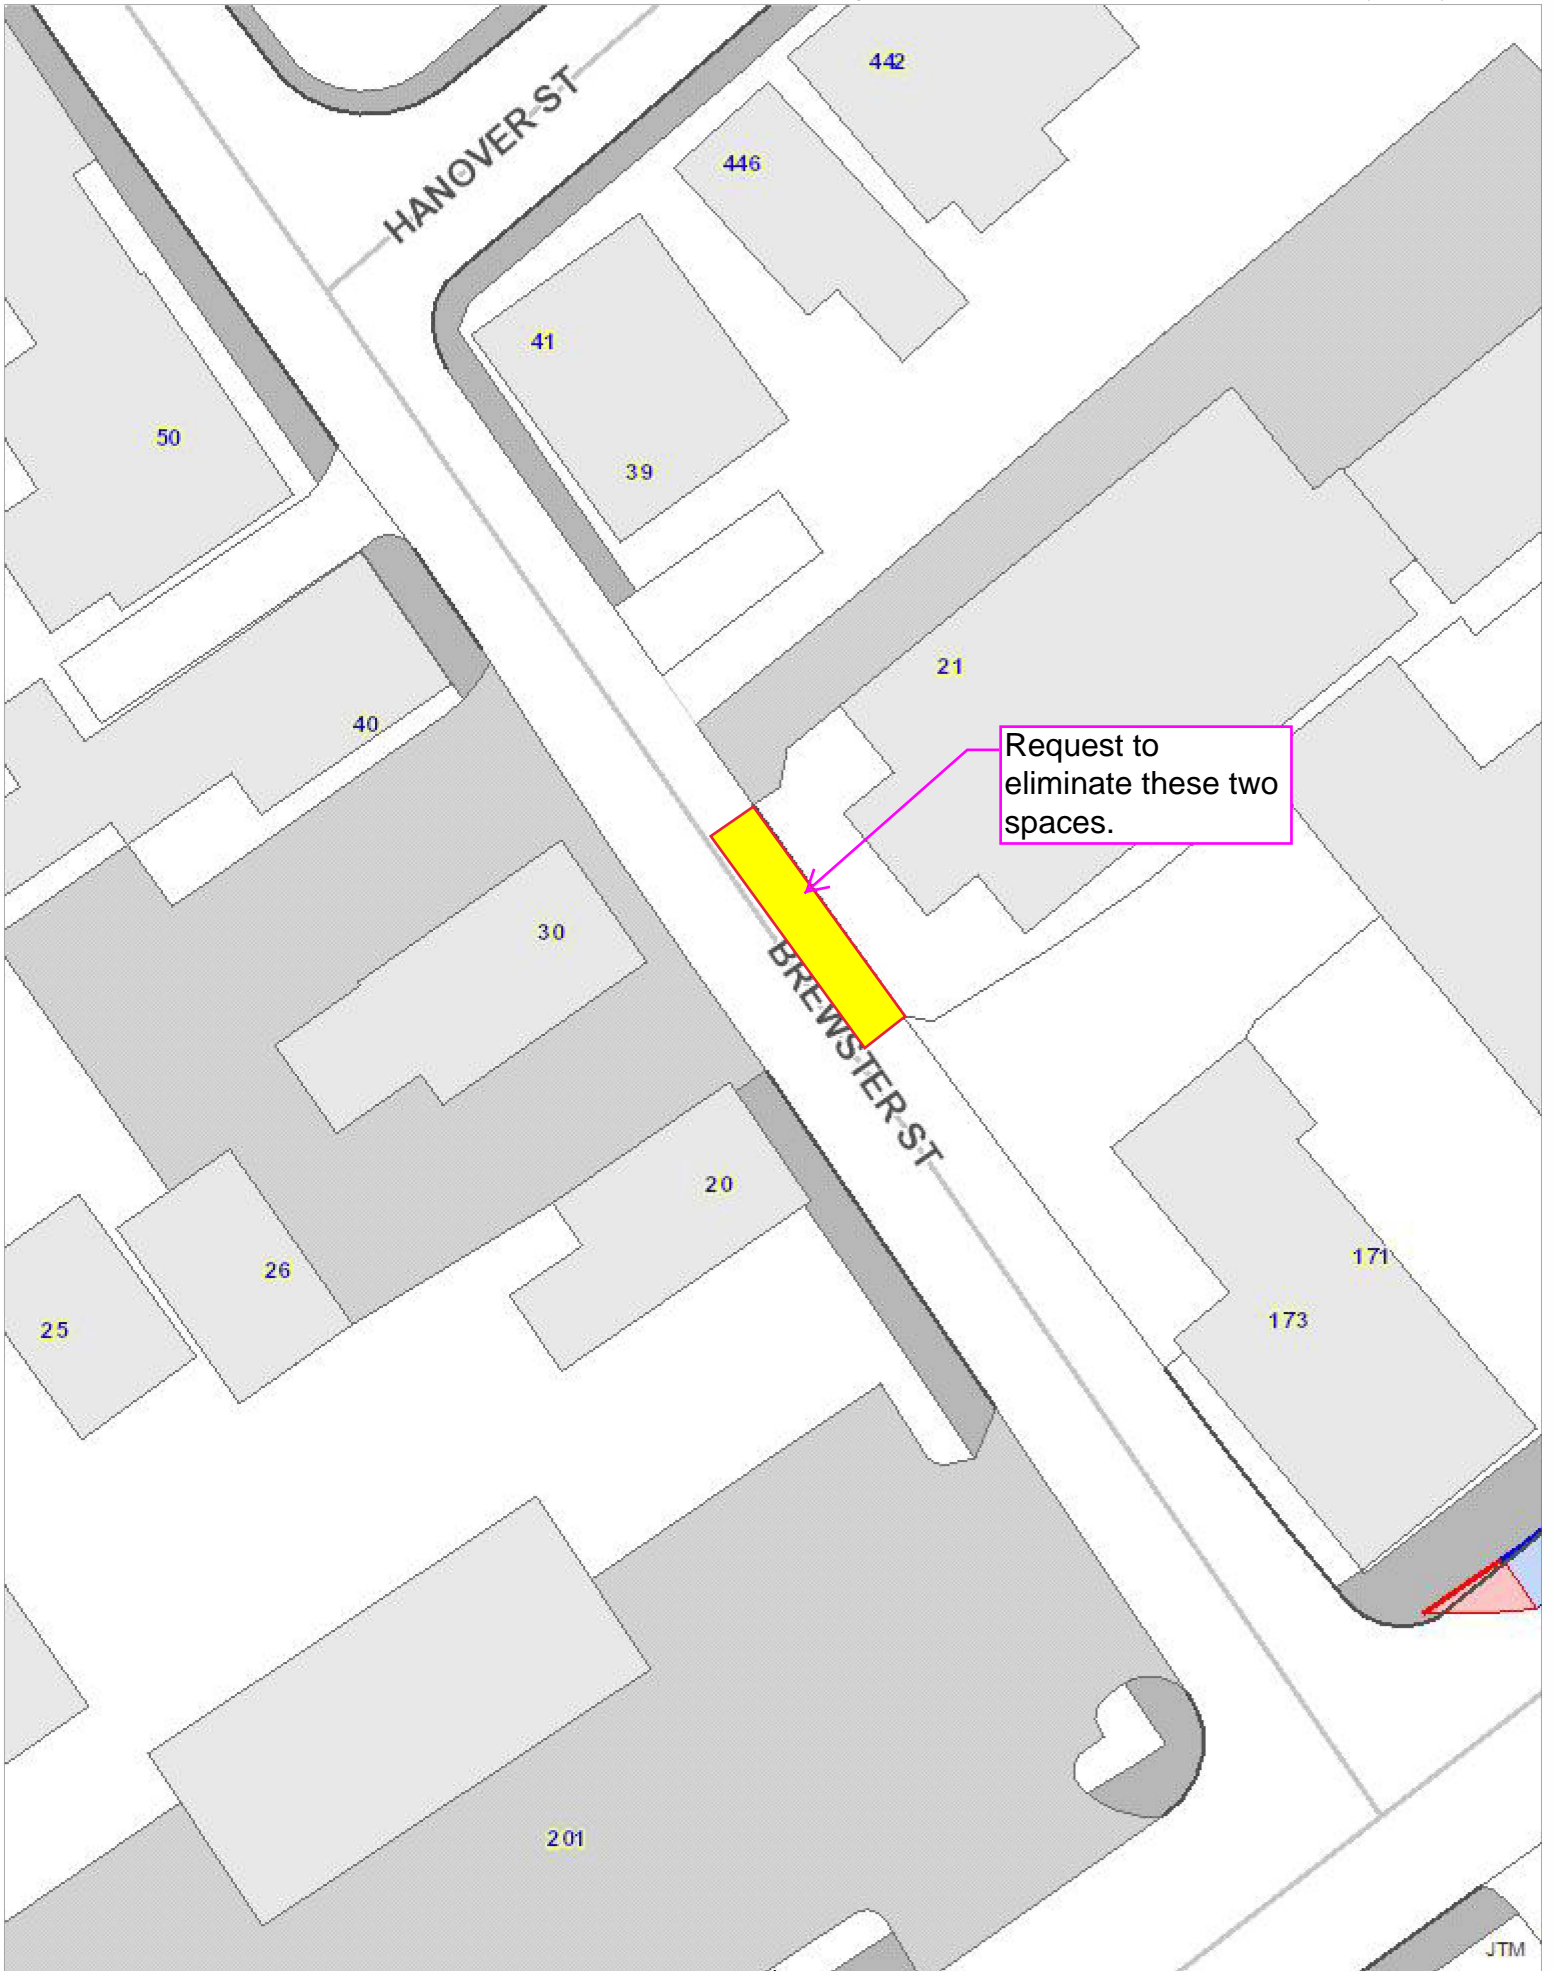 442
HANOVER ST
446
41
50
39
21
40
Request to
eliminate these two
spaces.
30
BREWSTER ST
20
171
26
173
25
201
JTM